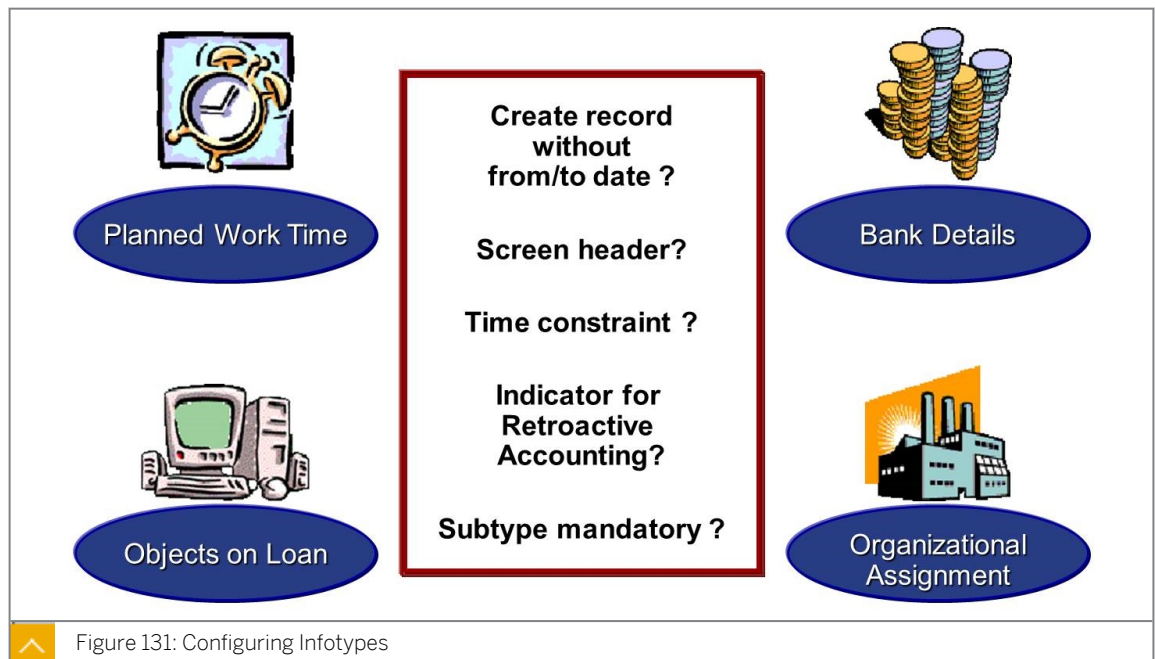 Planned Work Time
Create record
without
from/to date ?
Screen header?
Time constraint ?
Indicator for
Retroactive
Accounting?
Subtype mandatory ?
Bank Details
Objects on Loan
Organizational
Assignment
Figure 131: Configuring Infotypes